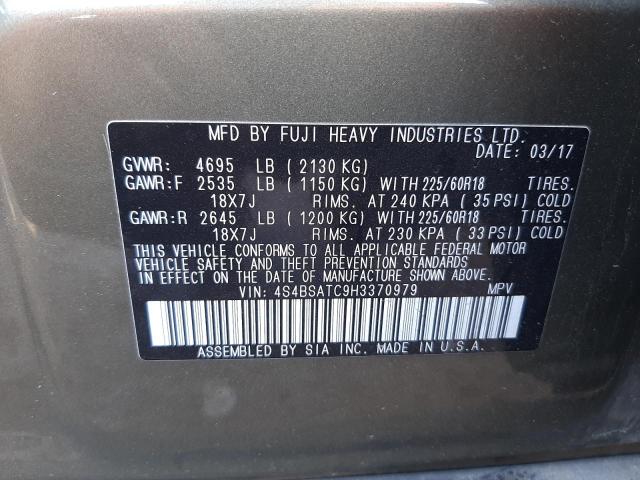 MFD BY FUJI HEAVY INDUSTRIES LTD.
DATE: 03/17
GVWR: 4695 LB ( 2130 KG)
GAWR:F 2535 LB ( 1150 KG) WITH 225/60R18 TIRES.
18X7J RIMS. AT 240 KPA ( 35 PSI) COLD
GAWR:R 2645 LB ( 1200 KG) WITH 225/60R18 TIRES.
18X7J RIMS. AT 230 KPA ( 33 PSI) COLD
THIS VEHICLE CONFORMS TO ALL APPLICABLE FEDERAL MOTOR
VEHICLE SAFETY AND THEFT PREVENTION STANDARDS
IN EFFECT ON THE DATE OF MANUFACTURE SHOWN ABOVE.
VIN: 4S4BSATC9H3370979 MPV
ASSEMBLED BY SIA INC. MADE IN U.S.A.